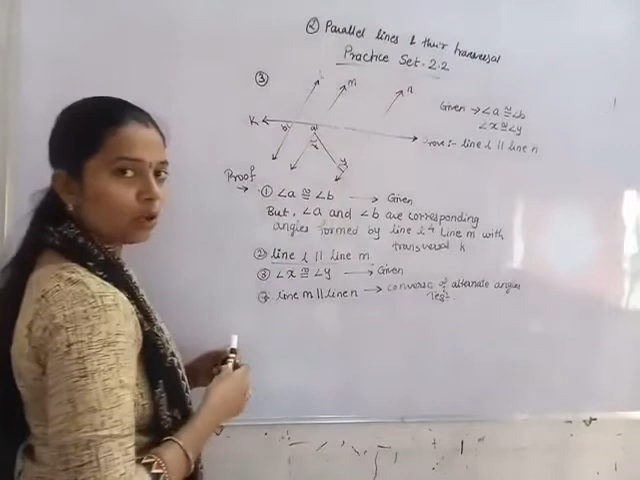 ② Parallel lines & their transversal
Practice Set. 2.2
③
l m n
Given → ∠a ≅ ∠b
∠x ≅ ∠y
K
Prove :- line l || line n
b a
x y
Proof
→ ① ∠a ≅ ∠b → Given
But, ∠a and ∠b are corresponding
angles formed by line l & Line m with
transversal k
② line l || line m
③ ∠x ≅ ∠y → Given
④ line m || line n → converse of alternate angles
Test